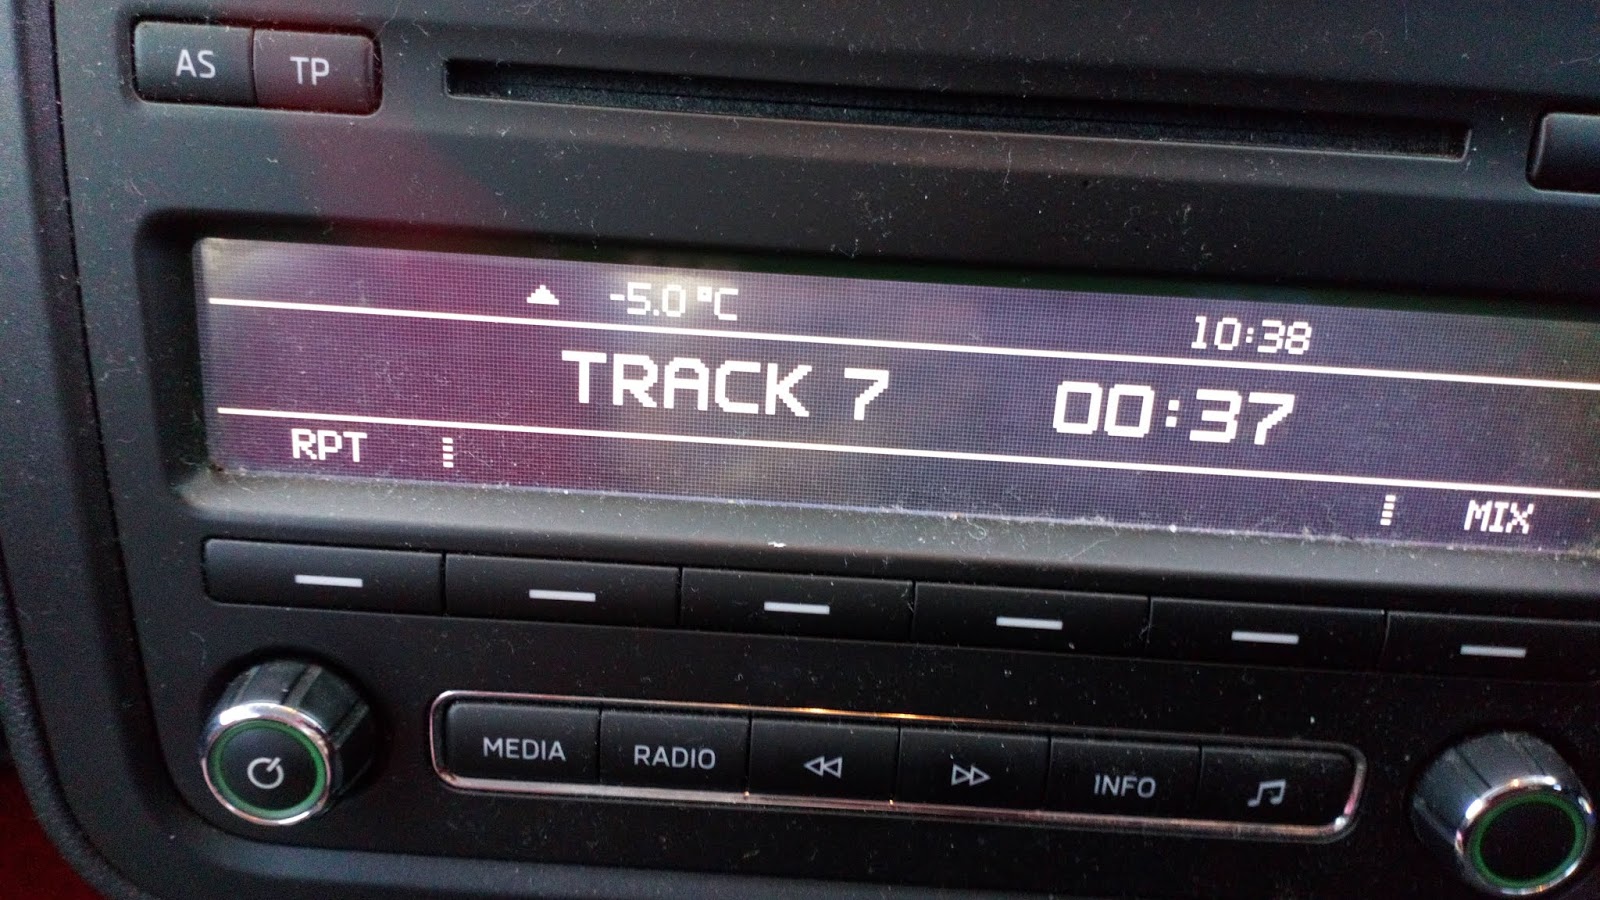 AS TP
-5.0 °C 10:38
TRACK 7 00:37
RPT MIX
MEDIA RADIO INFO